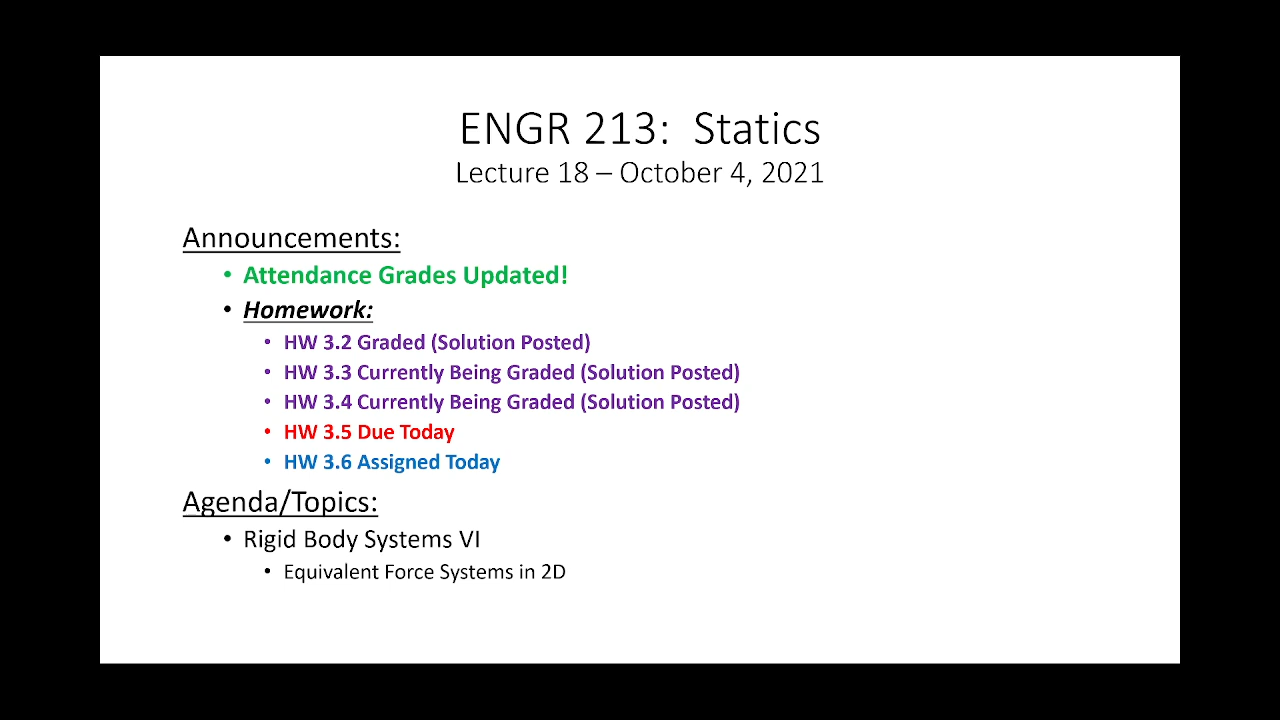 ENGR 213:  Statics
Lecture 18 – October 4, 2021
Announcements:
• Attendance Grades Updated!
• Homework:
• HW 3.2 Graded (Solution Posted)
• HW 3.3 Currently Being Graded (Solution Posted)
• HW 3.4 Currently Being Graded (Solution Posted)
• HW 3.5 Due Today
• HW 3.6 Assigned Today
Agenda/Topics:
• Rigid Body Systems VI
• Equivalent Force Systems in 2D